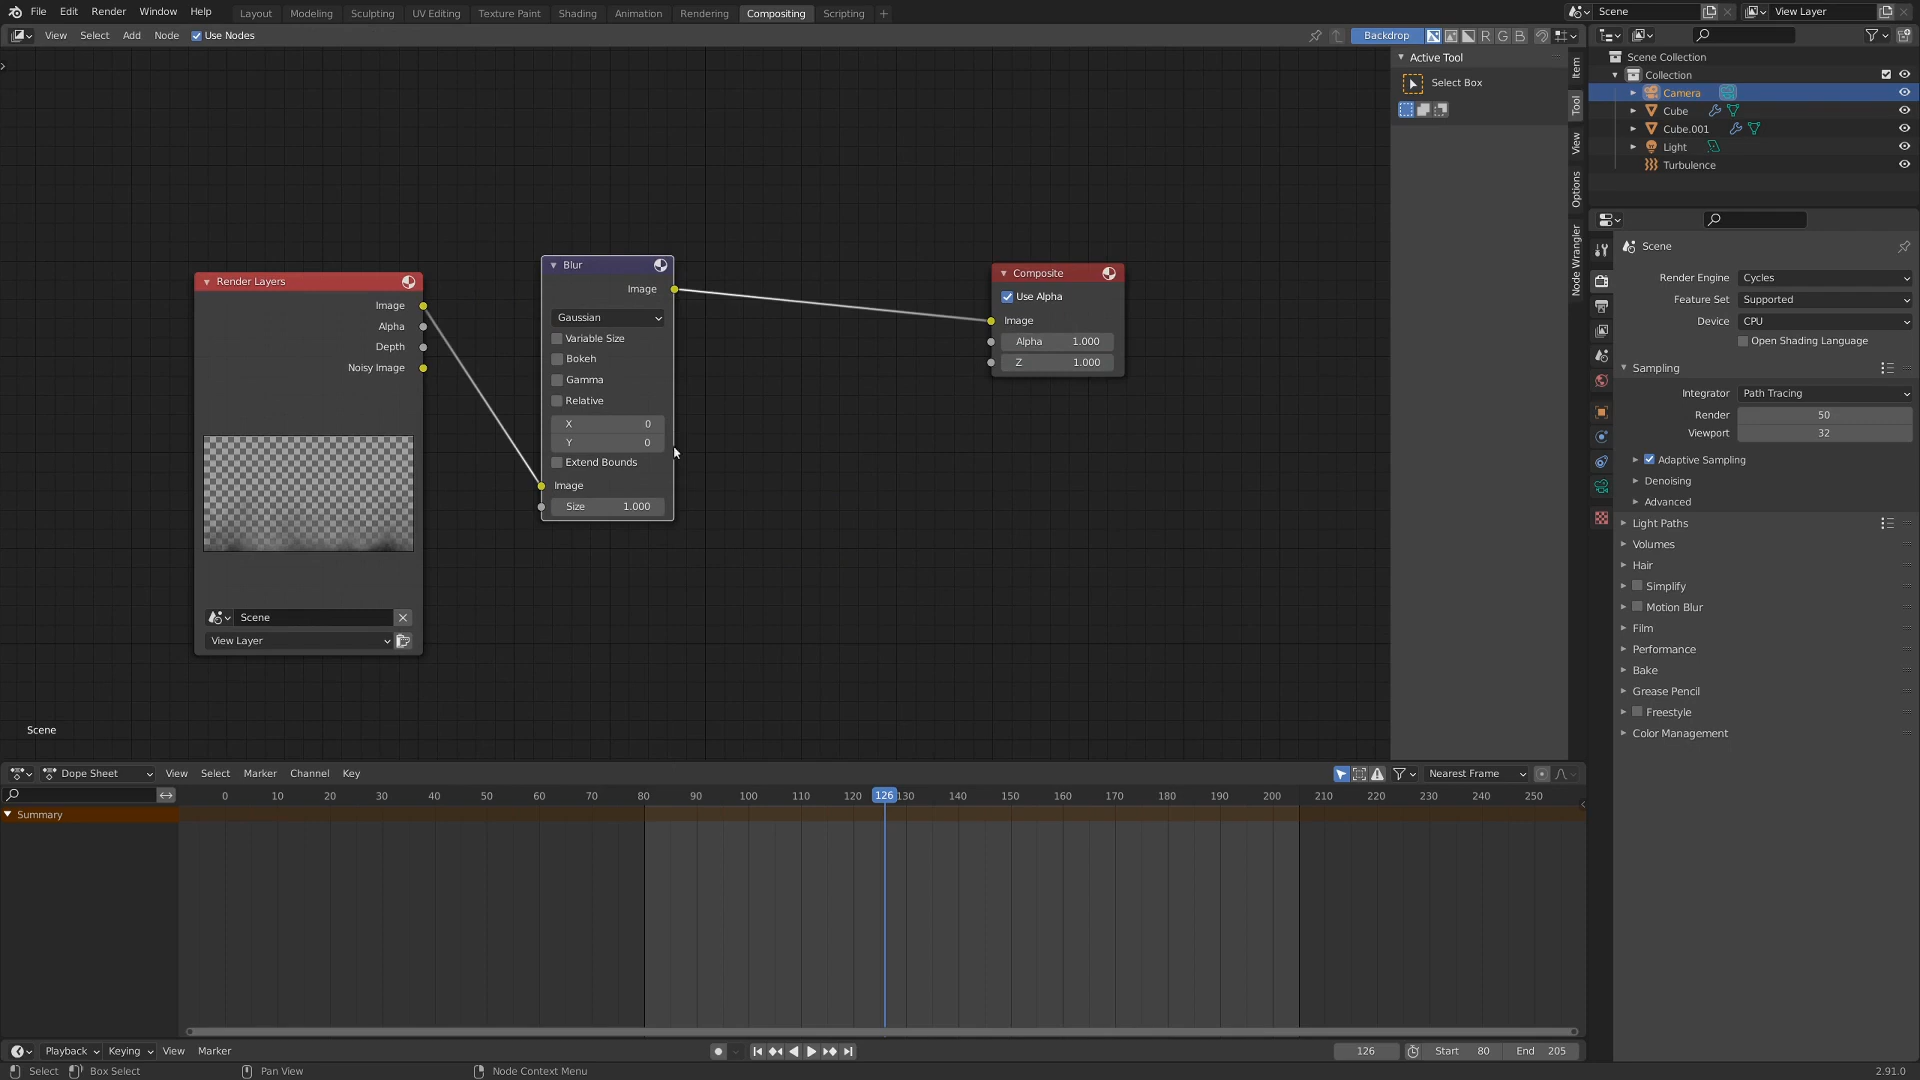 File Edit Render Window Help Layout Modeling Sculpting UV Editing Texture Paint Shading Animation Rendering Compositing Scripting + Scene View Layer
View Select Add Node Use Nodes Backdrop R G B
Active Tool
Select Box
Item
Tool
View
Options
Node Wrangler
Scene Collection
Collection
Camera
Cube
Cube.001
Light
Turbulence
Render Layers
Image
Alpha
Depth
Noisy Image
Scene
View Layer
Blur
Image
Gaussian
Variable Size
Bokeh
Gamma
Relative
X 0
Y 0
Extend Bounds
Image
Size 1.000
Composite
Use Alpha
Image
Alpha 1.000
Z 1.000
Scene
Scene
Render Engine Cycles
Feature Set Supported
Device CPU
Open Shading Language
Sampling
Integrator Path Tracing
Render 50
Viewport 32
Adaptive Sampling
Denoising
Advanced
Light Paths
Volumes
Hair
Simplify
Motion Blur
Film
Performance
Bake
Grease Pencil
Freestyle
Color Management
Dope Sheet View Select Marker Channel Key Nearest Frame
0 10 20 30 40 50 60 70 80 90 100 110 120 126 130 140 150 160 170 180 190 200 210 220 230 240 250
Summary
Playback Keying View Marker 126 Start 80 End 205
Select Box Select Pan View Node Context Menu 2.91.0